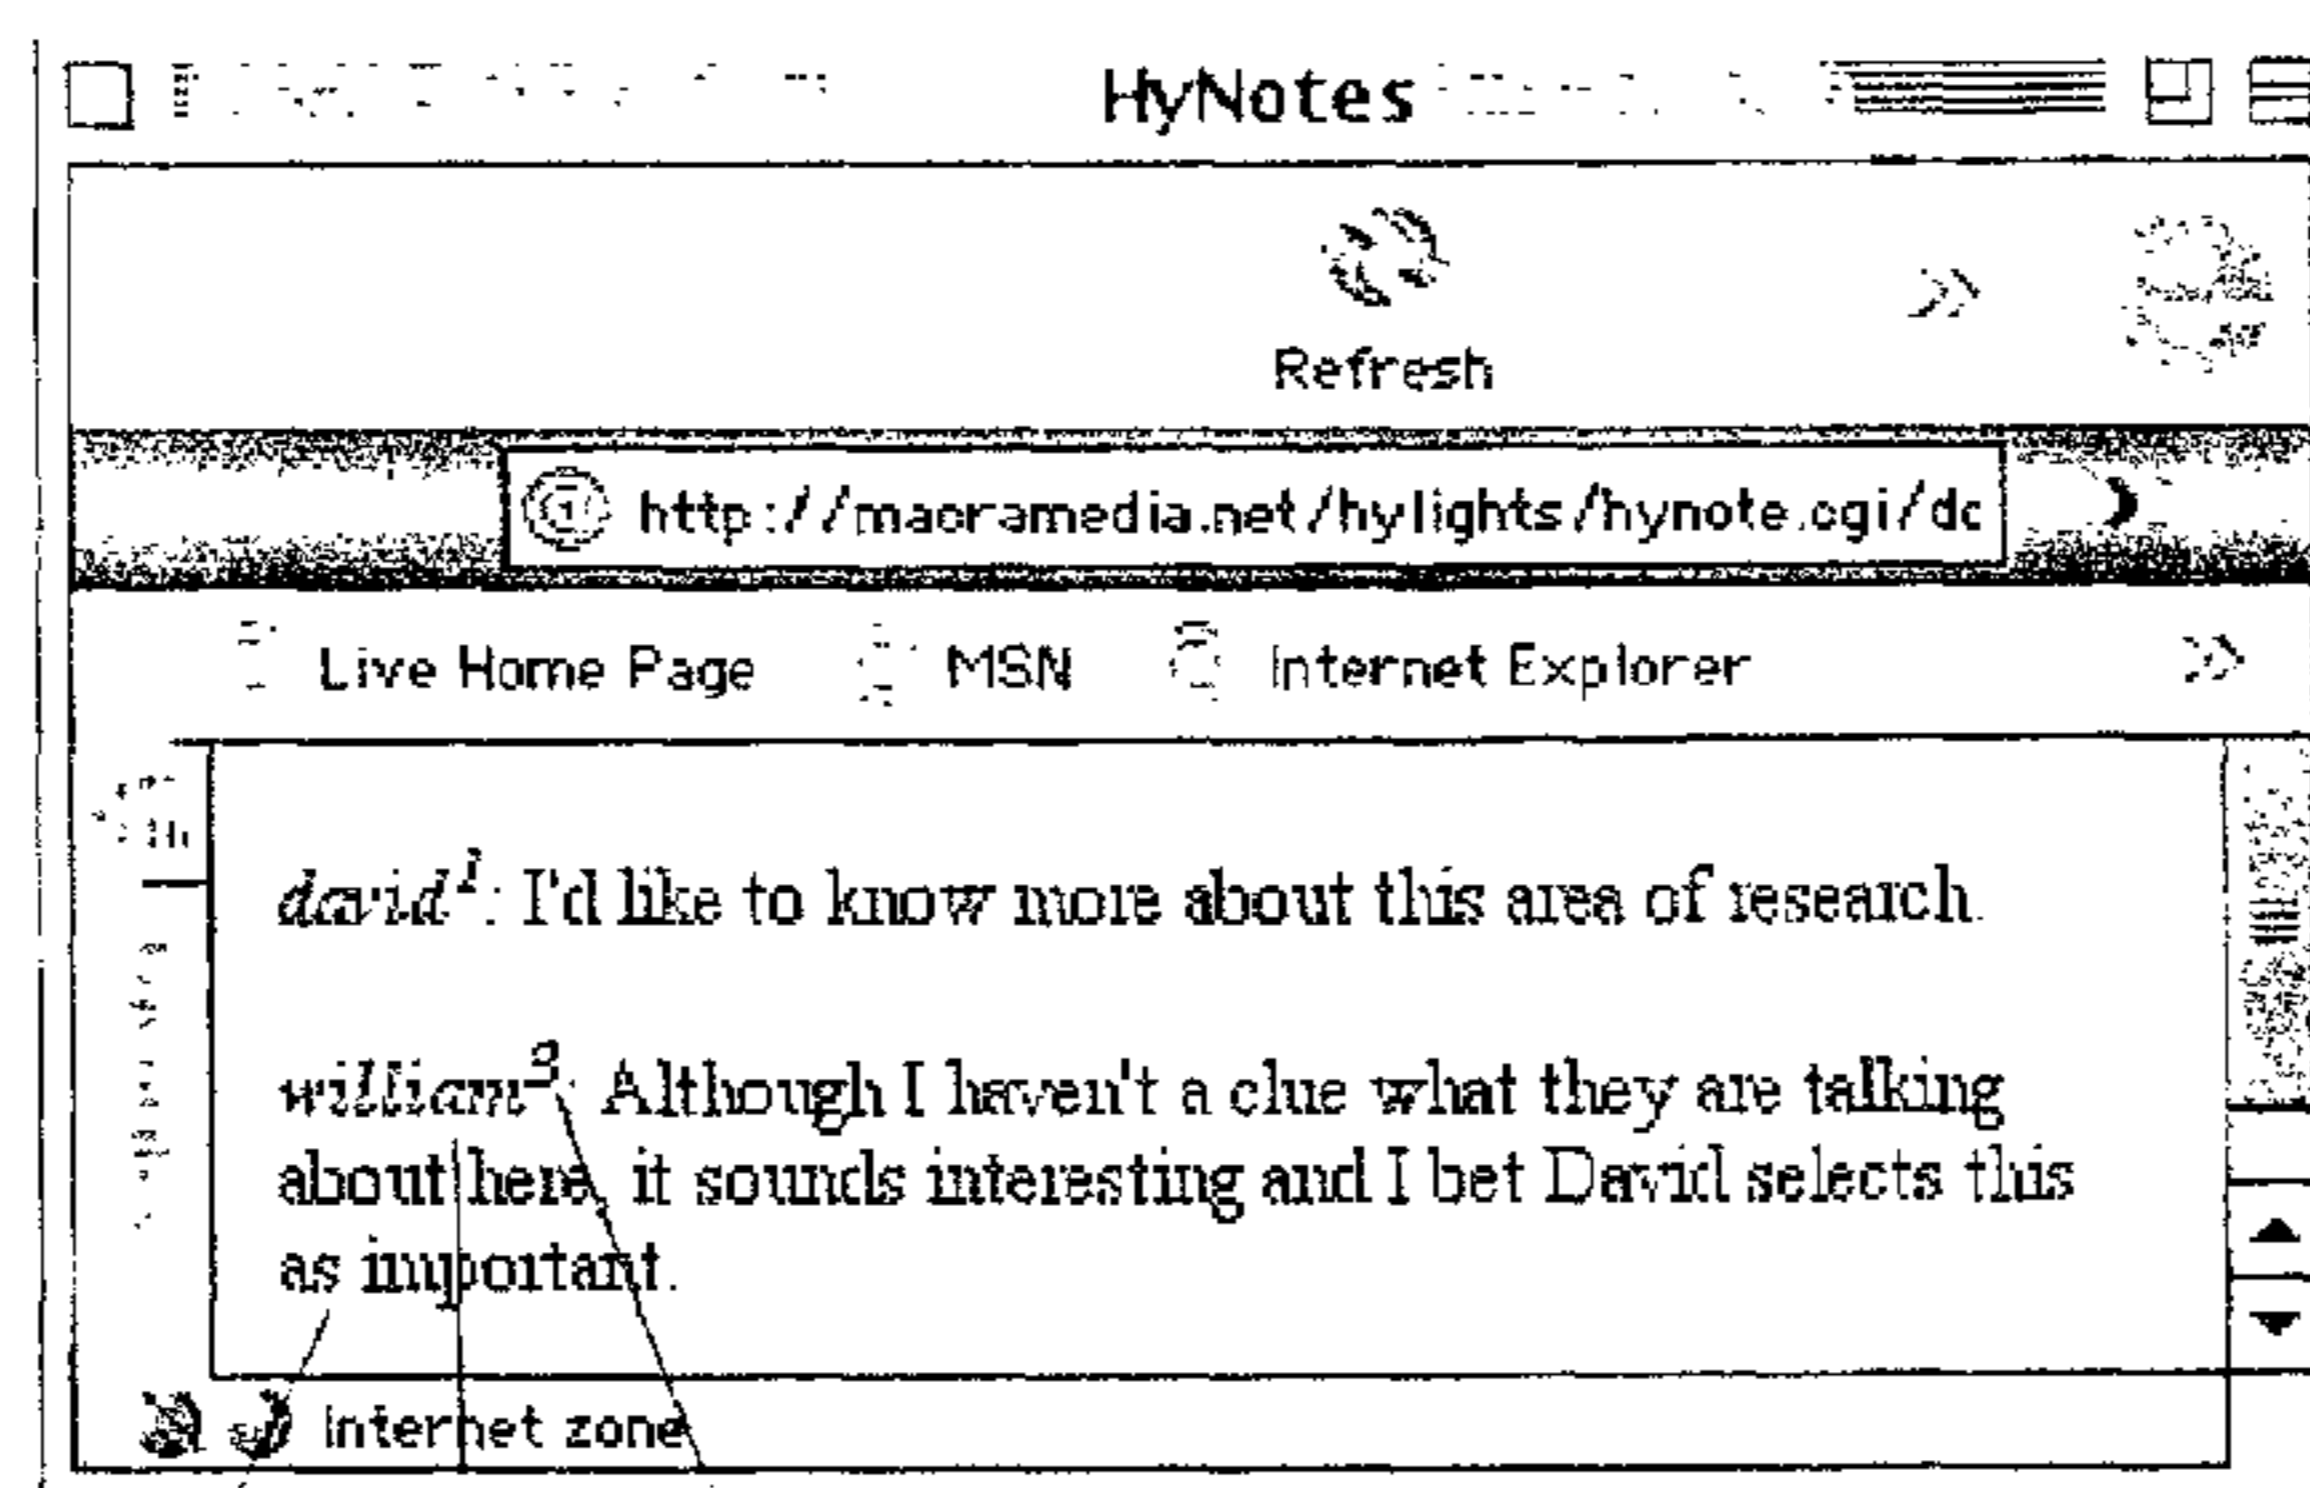 HyNotes
Refresh
http://macramedia.net/hylights/hynote.cgi/dc
Live Home Page MSN Internet Explorer
david¹: I'd like to know more about this area of research.
william²: Although I haven't a clue what they are talking
about here, it sounds interesting and I bet David selects this
as important.
Internet zone